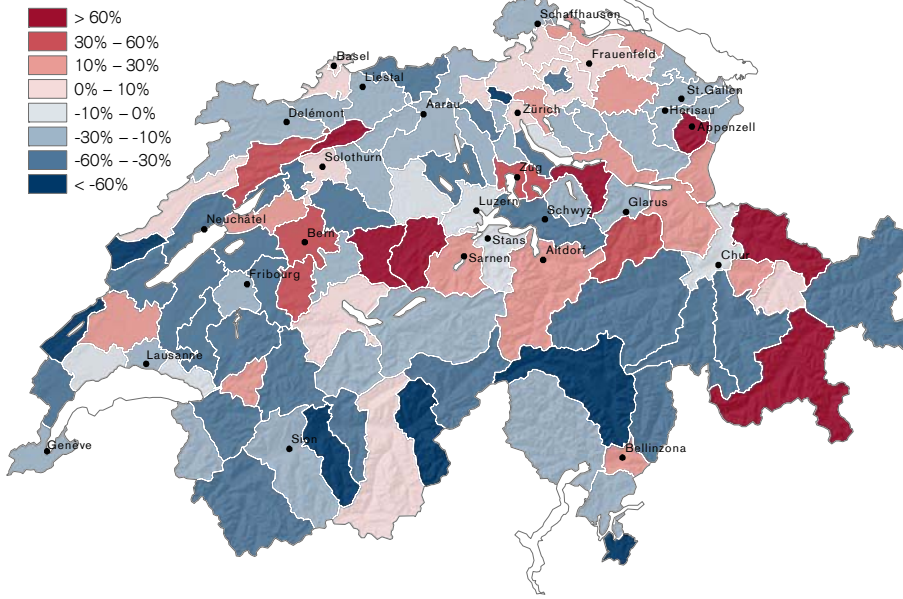 > 60%
30% – 60%
10% – 30%
0% – 10%
-10% – 0%
-30% – -10%
-60% – -30%
< -60%
Schaffhausen
Basel
Frauenfeld
Liestal
St.Gallen
Aarau
Zürich
Herisau
Delémont
Appenzell
Solothurn
Zug
Luzern
Glarus
Neuchâtel
Schwyz
Bern
Stans
Sarnen
Altdorf
Chur
Fribourg
Lausanne
Sion
Genève
Bellinzona